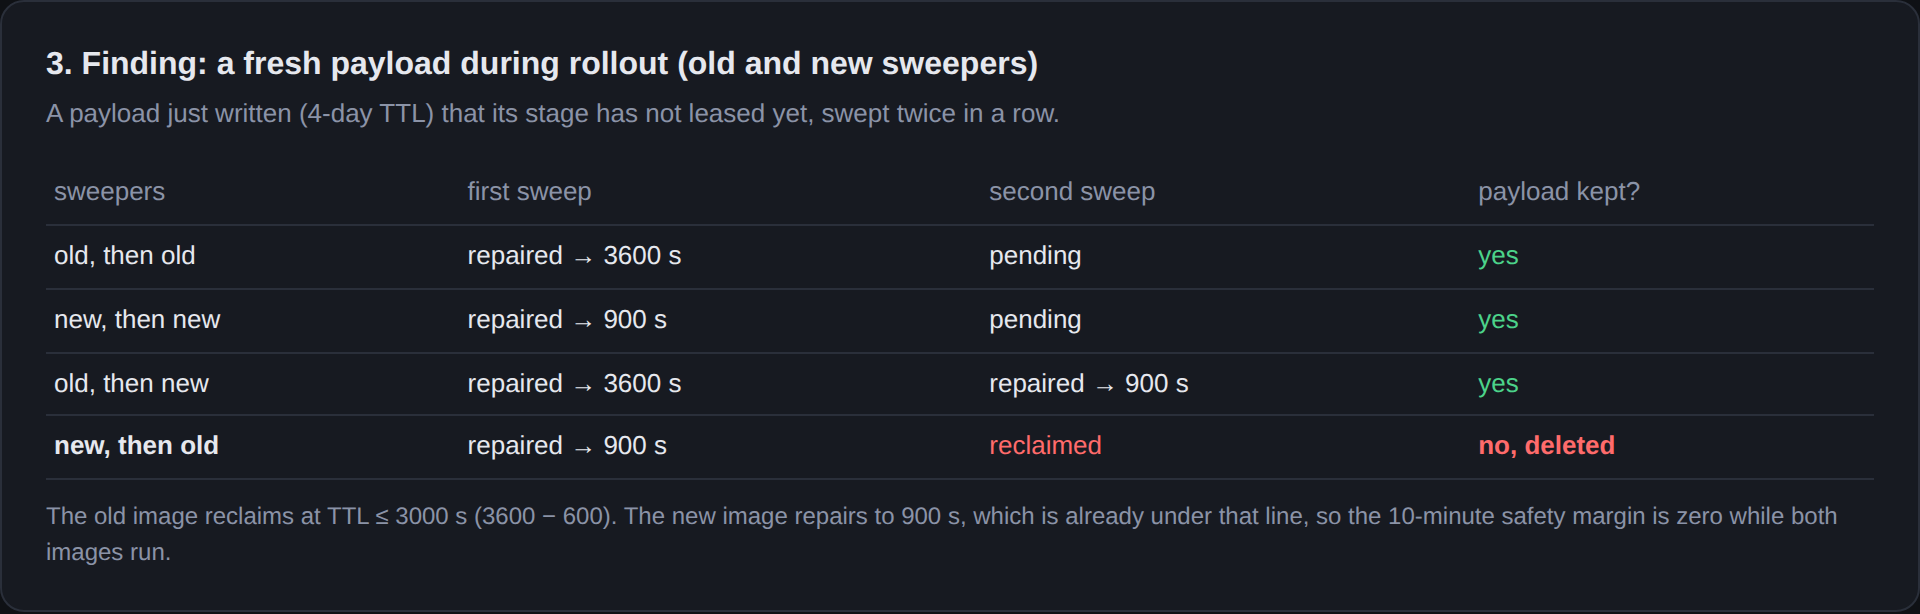 3. Finding: a fresh payload during rollout (old and new sweepers)
A payload just written (4-day TTL) that its stage has not leased yet, swept twice in a row.
sweepers first sweep second sweep payload kept?
old, then old repaired → 3600 s pending yes
new, then new repaired → 900 s pending yes
old, then new repaired → 3600 s repaired → 900 s yes
new, then old repaired → 900 s reclaimed no, deleted
The old image reclaims at TTL ≤ 3000 s (3600 − 600). The new image repairs to 900 s, which is already under that line, so the 10-minute safety margin is zero while both
images run.